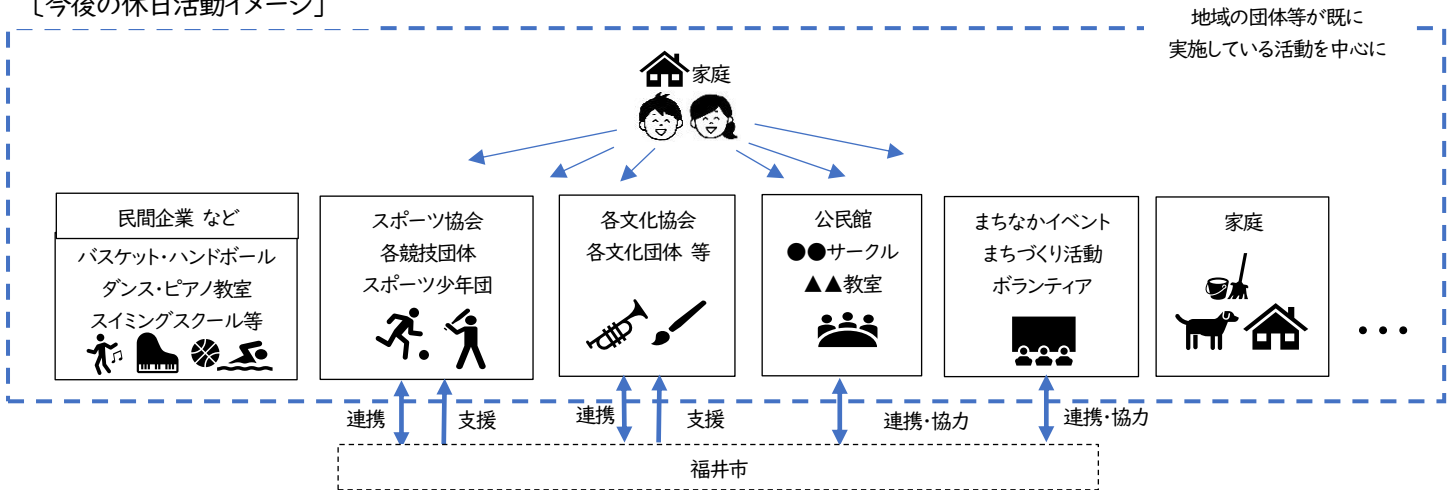 ［今後の休日活動イメージ］
地域の団体等が既に
実施している活動を中心に
家庭
民間企業 など
バスケット・ハンドボール
ダンス・ピアノ教室
スイミングスクール等
スポーツ協会
各競技団体
スポーツ少年団
各文化協会
各文化団体 等
公民館
●●サークル
▲▲教室
まちなかイベント
まちづくり活動
ボランティア
家庭
・・・
連携
支援
連携
支援
連携・協力
連携・協力
福井市